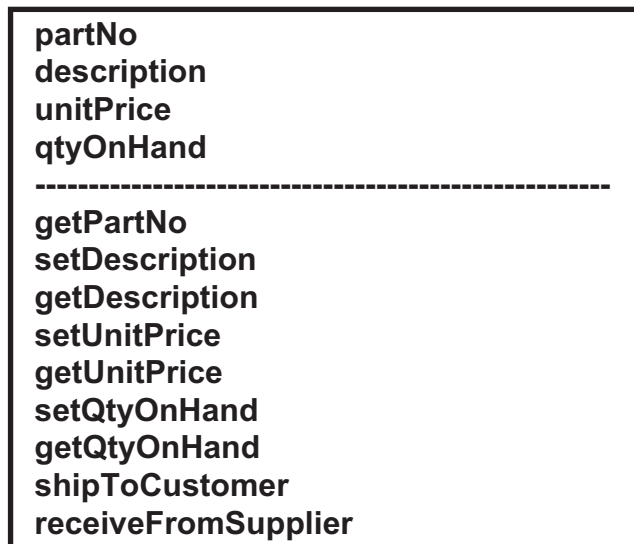 partNo
description
unitPrice
qtyOnHand
------------------------------------------------------
getPartNo
setDescription
getDescription
setUnitPrice
getUnitPrice
setQtyOnHand
getQtyOnHand
shipToCustomer
receiveFromSupplier